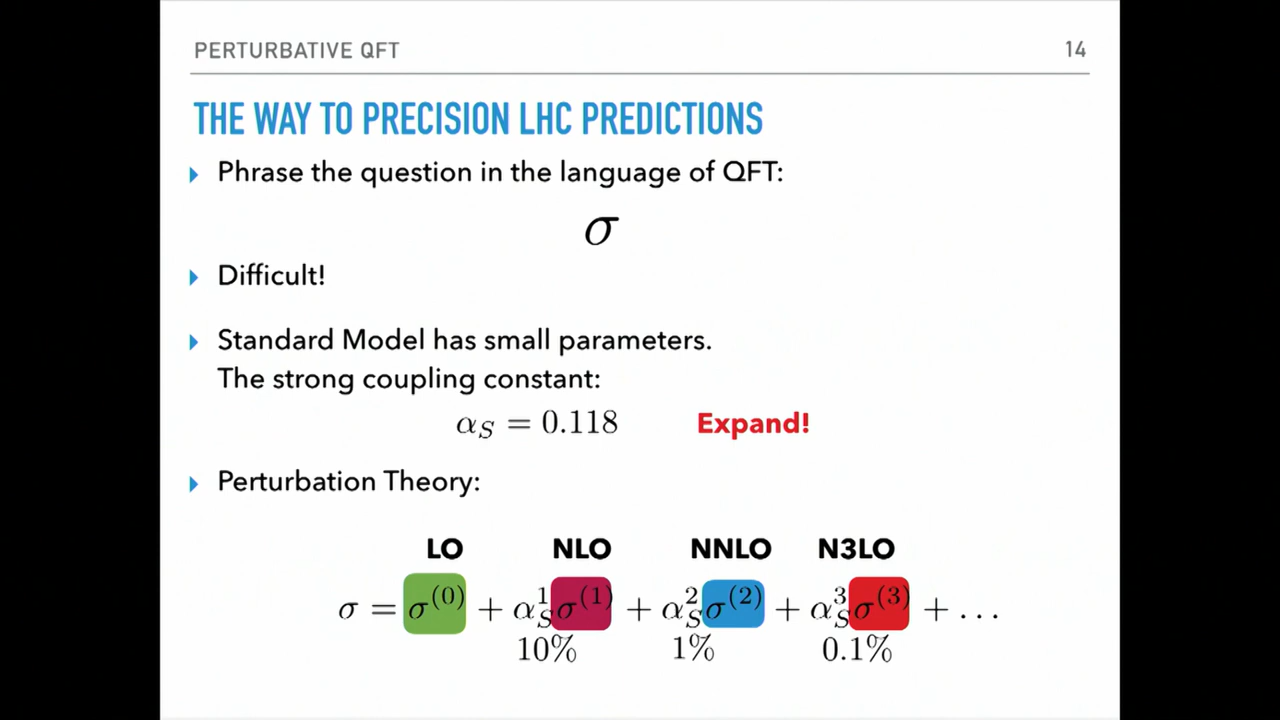 PERTURBATIVE QFT 14
THE WAY TO PRECISION LHC PREDICTIONS
Phrase the question in the language of QFT:
σ
Difficult!
Standard Model has small parameters.
The strong coupling constant:
α_S = 0.118 Expand!
Perturbation Theory:
LO NLO NNLO N3LO
σ = σ^(0) + α_S^1 σ^(1) + α_S^2 σ^(2) + α_S^3 σ^(3) + ...
10% 1% 0.1%